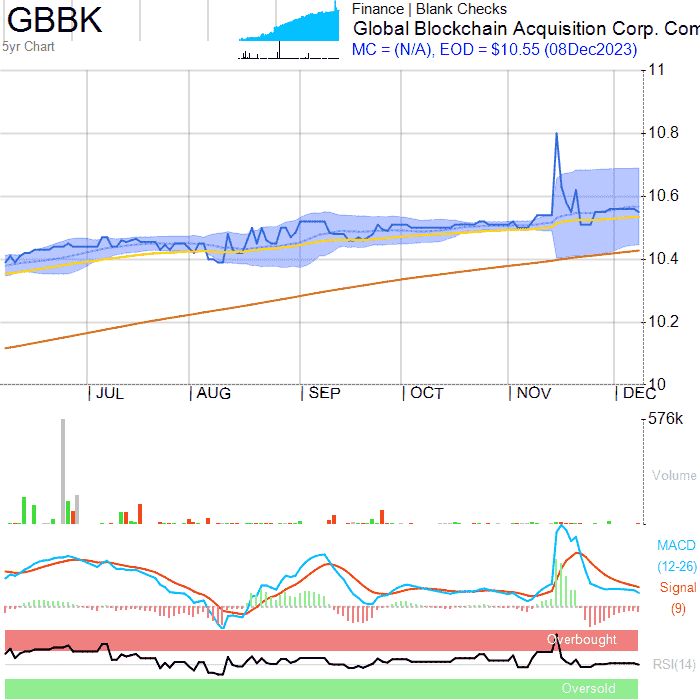 GBBK
5yr Chart
Finance | Blank Checks
Global Blockchain Acquisition Corp. Com
MC = (N/A), EOD = $10.55 (08Dec2023)
11
10.8
10.6
10.4
10.2
10
JUL AUG SEP OCT NOV DEC
576k
Volume
MACD
(12-26)
Signal
(9)
Overbought
RSI(14)
Oversold